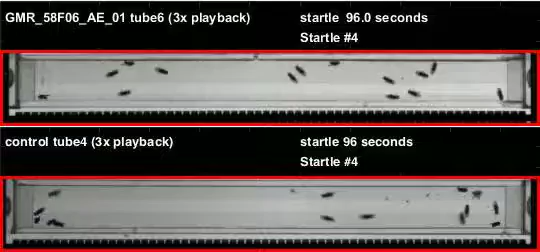 GMR_58F06_AE_01 tube6 (3x playback) startle 96.0 seconds
Startle #4
control tube4 (3x playback) startle 96 seconds
Startle #4